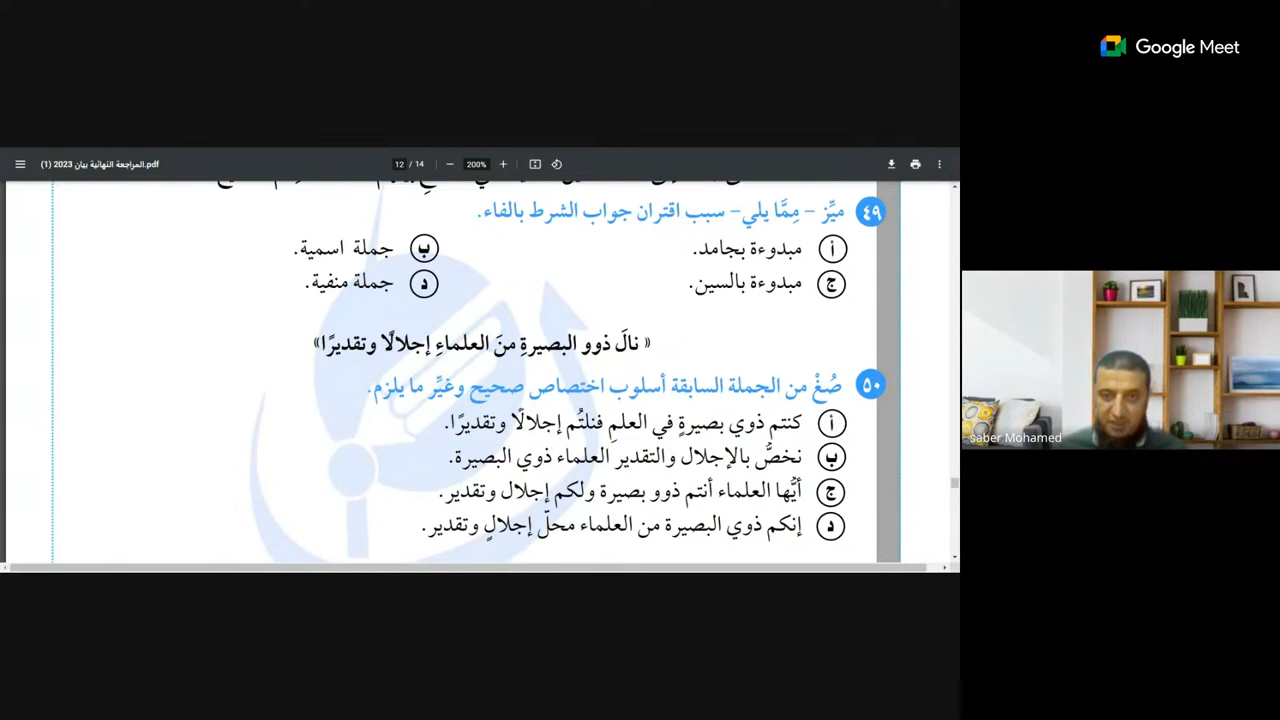 Google Meet
المراجعة النهائية بيان 2023 (1).pdf
12 / 14
200%
٤٩ ميِّز – مِمَّا يلي– سبب اقتران جواب الشرط بالفاء.
أ مبدوءة بجامد.
ب جملة اسمية.
ج مبدوءة بالسين.
د جملة منفية.
« نالَ ذوو البصيرةِ منَ العلماءِ إجلالًا وتقديرًا»
٥٠ صُغْ من الجملة السابقة أسلوب اختصاص صحيح وغيِّر ما يلزم.
أ كنتم ذوي بصيرةٍ في العلمِ فنلتُم إجلالًا وتقديرًا.
ب نخصُّ بالإجلال والتقدير العلماء ذوي البصيرة.
ج أيُّها العلماء أنتم ذوو بصيرة ولكم إجلال وتقدير.
د إنكم ذوي البصيرة من العلماء محلّ إجلالٍ وتقدير.
saber Mohamed